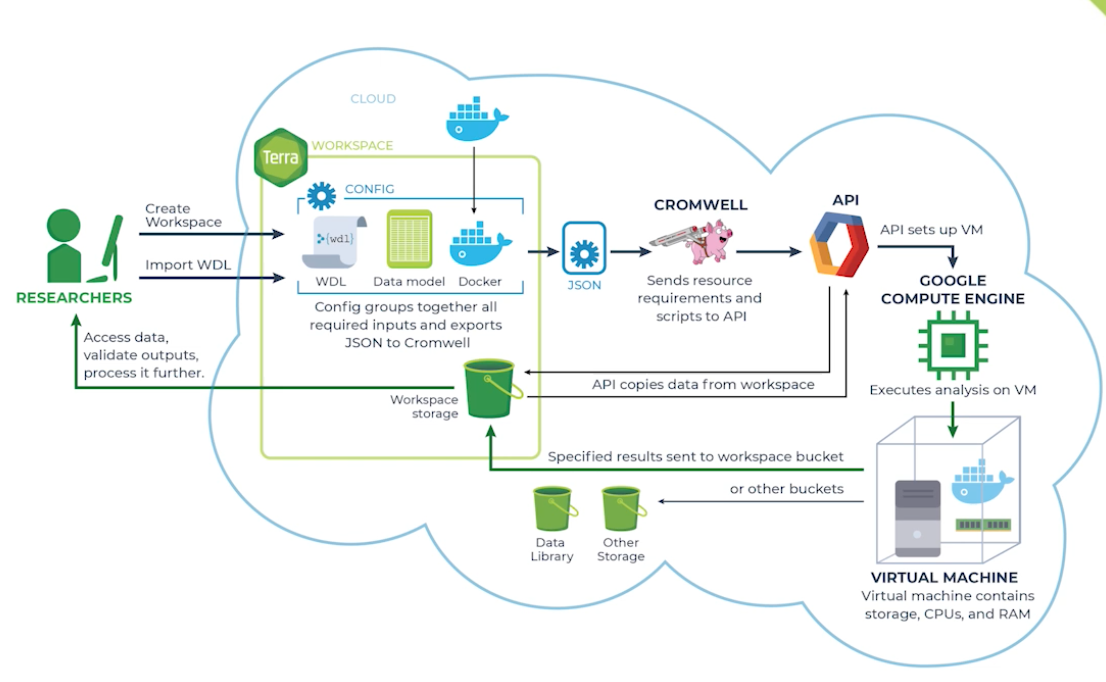 CLOUD
Terra
WORKSPACE
CONFIG
Create
Workspace
Import WDL
RESEARCHERS
{wdl}
WDL
Data model
Docker
Config groups together all
required inputs and exports
JSON to Cromwell
JSON
CROMWELL
Sends resource
requirements and
scripts to API
API
API sets up VM
GOOGLE
COMPUTE ENGINE
Executes analysis on VM
Access data,
validate outputs,
process it further.
Workspace
storage
API copies data from workspace
Specified results sent to workspace bucket
or other buckets
Data
Library
Other
Storage
VIRTUAL MACHINE
Virtual machine contains
storage, CPUs, and RAM